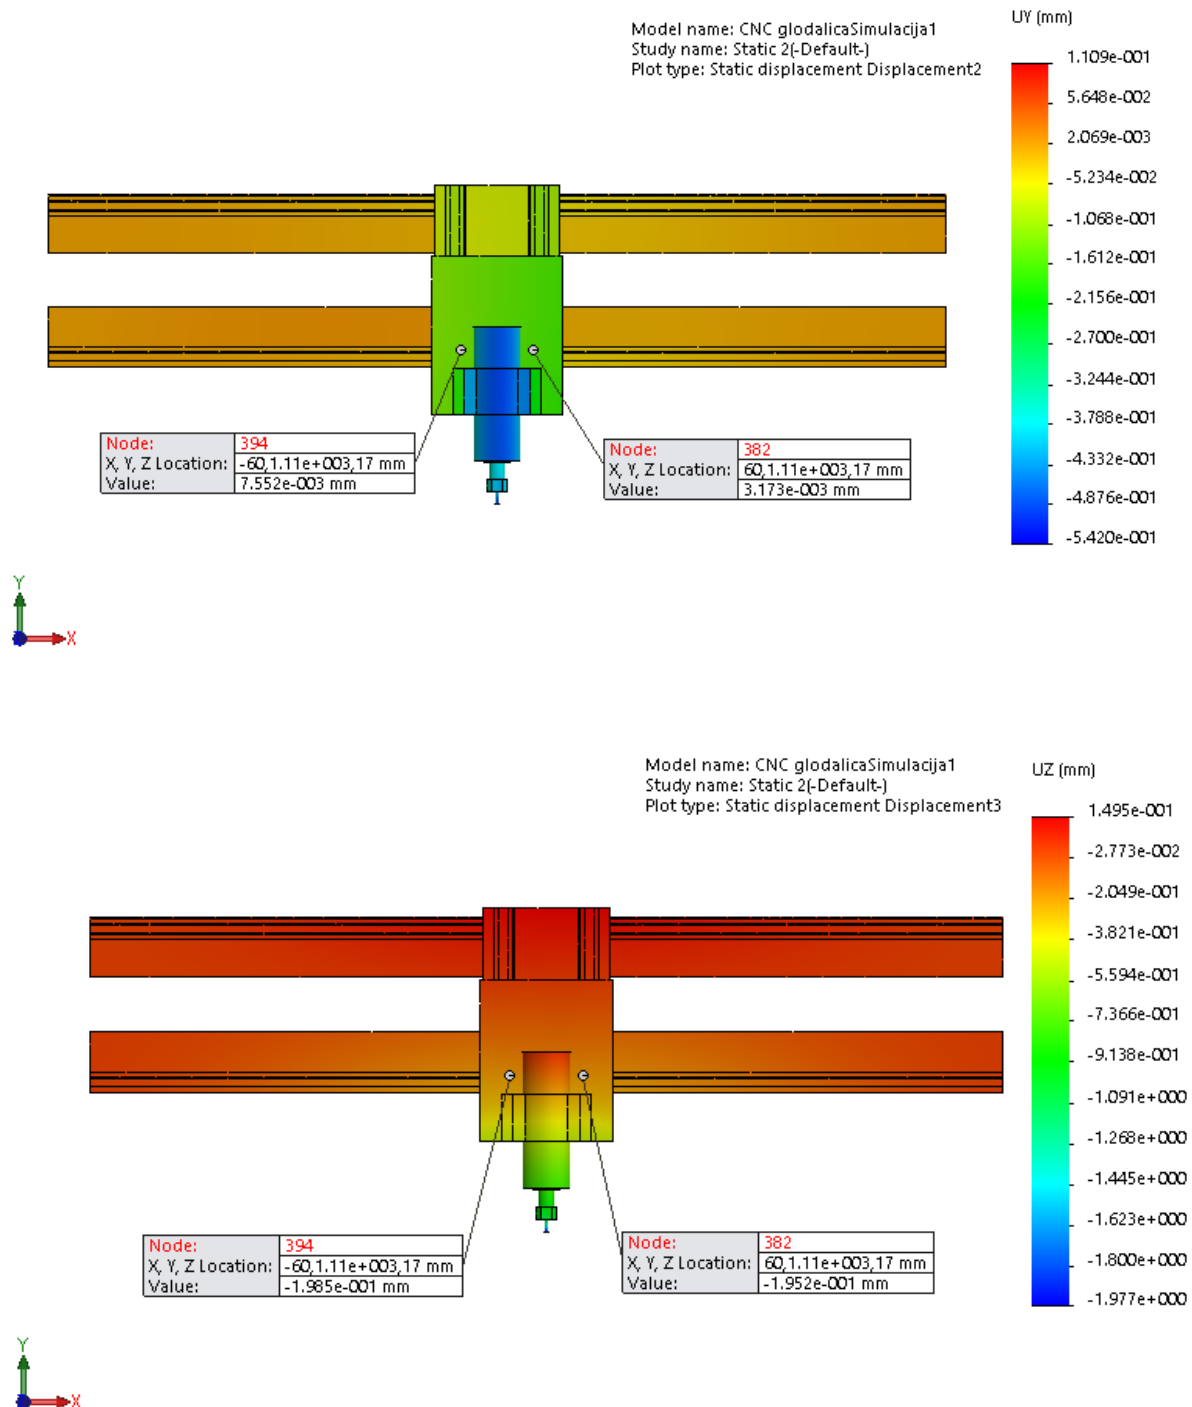 Model name: CNC glodalicaSimulacija1
Study name: Static 2(-Default-)
Plot type: Static displacement Displacement2
UY (mm)
1.109e-001
5.648e-002
2.069e-003
-5.234e-002
-1.068e-001
-1.612e-001
-2.156e-001
-2.700e-001
-3.244e-001
-3.788e-001
-4.332e-001
-4.876e-001
-5.420e-001
Node: 394
X, Y, Z Location: -60,1.11e+003,17 mm
Value: 7.552e-003 mm
Node: 382
X, Y, Z Location: 60,1.11e+003,17 mm
Value: 3.173e-003 mm
Y
X
Model name: CNC glodalicaSimulacija1
Study name: Static 2(-Default-)
Plot type: Static displacement Displacement3
UZ (mm)
1.495e-001
-2.773e-002
-2.049e-001
-3.821e-001
-5.594e-001
-7.366e-001
-9.138e-001
-1.091e+000
-1.268e+000
-1.445e+000
-1.623e+000
-1.800e+000
-1.977e+000
Node: 394
X, Y, Z Location: -60,1.11e+003,17 mm
Value: -1.985e-001 mm
Node: 382
X, Y, Z Location: 60,1.11e+003,17 mm
Value: -1.952e-001 mm
Y
X